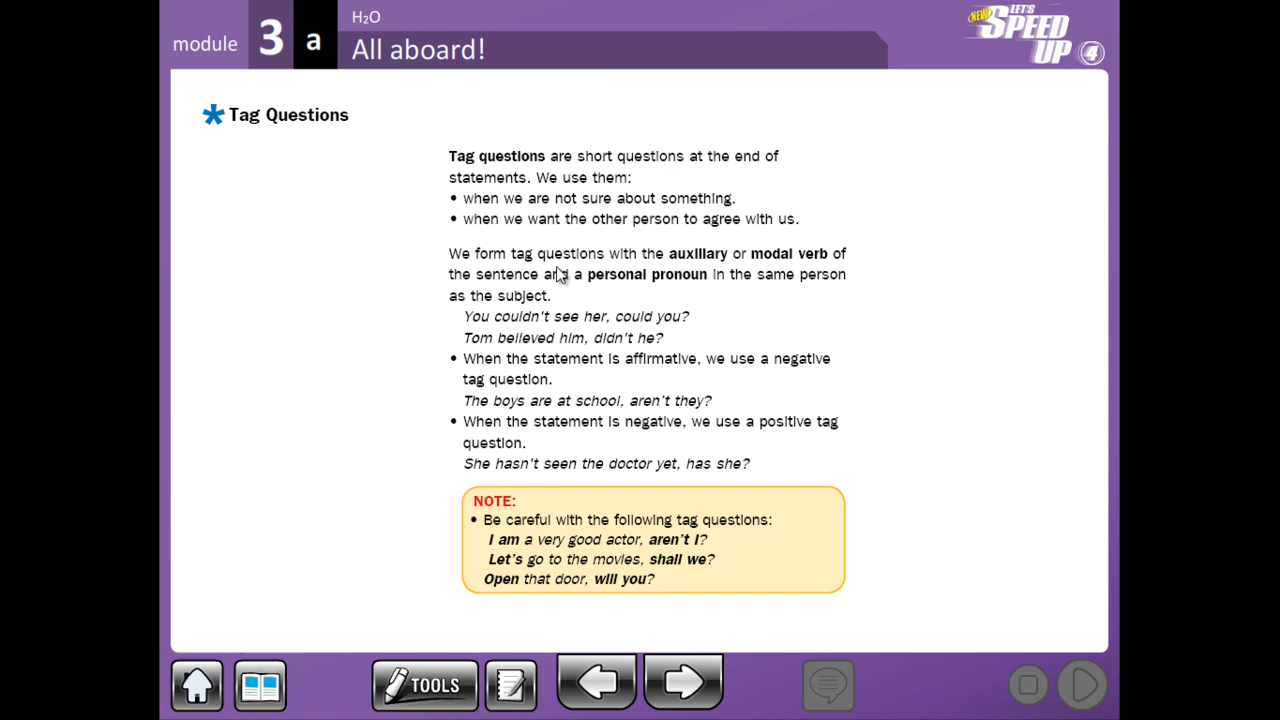 H₂O
module 3 a All aboard!
NEW LET'S SPEED UP 4
* Tag Questions
Tag questions are short questions at the end of
statements. We use them:
• when we are not sure about something.
• when we want the other person to agree with us.
We form tag questions with the auxiliary or modal verb of
the sentence and a personal pronoun in the same person
as the subject.
You couldn't see her, could you?
Tom believed him, didn't he?
• When the statement is affirmative, we use a negative
tag question.
The boys are at school, aren't they?
• When the statement is negative, we use a positive tag
question.
She hasn't seen the doctor yet, has she?
NOTE:
• Be careful with the following tag questions:
I am a very good actor, aren't I?
Let's go to the movies, shall we?
Open that door, will you?
TOOLS